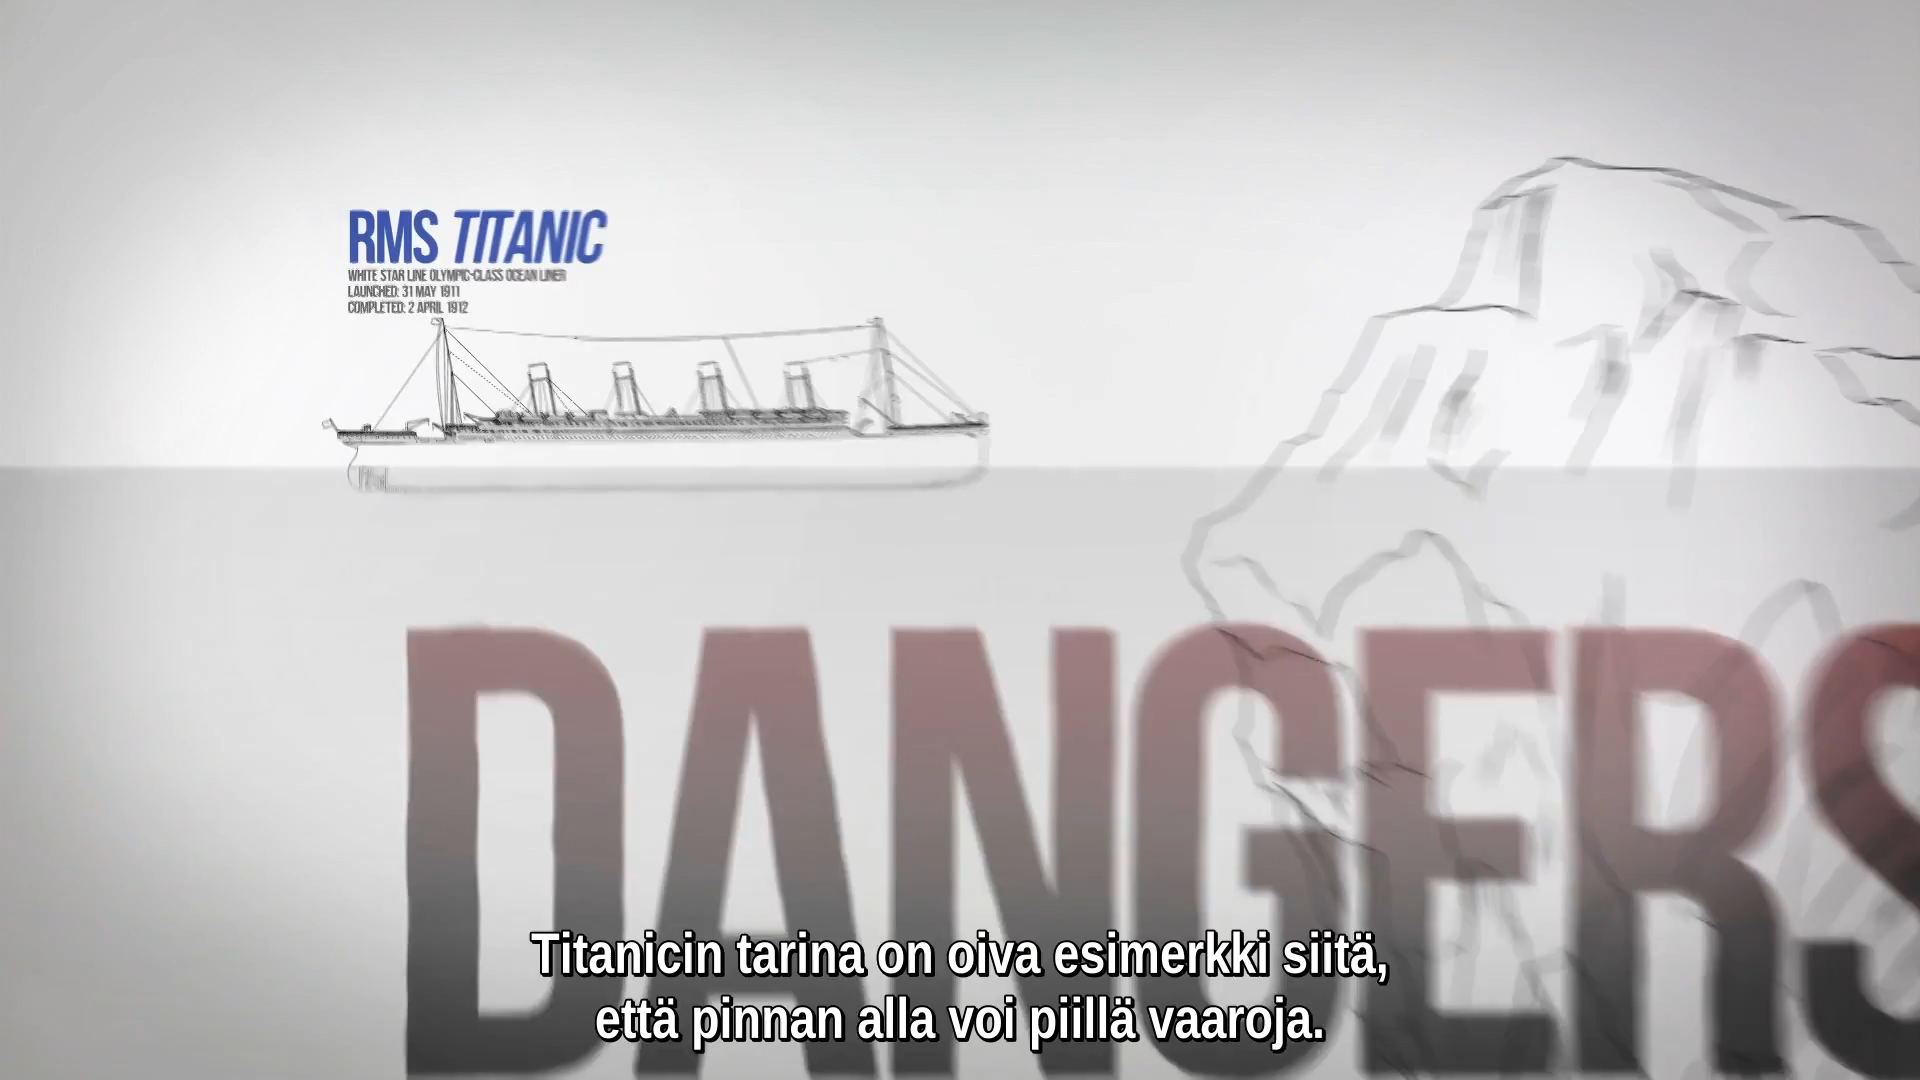 RMS TITANIC
WHITE STAR LINE OLYMPIC-CLASS OCEAN LINER
LAUNCHED: 31 MAY 1911
COMPLETED: 2 APRIL 1912
DANGERS
Titanicin tarina on oiva esimerkki siitä,
että pinnan alla voi piillä vaaroja.